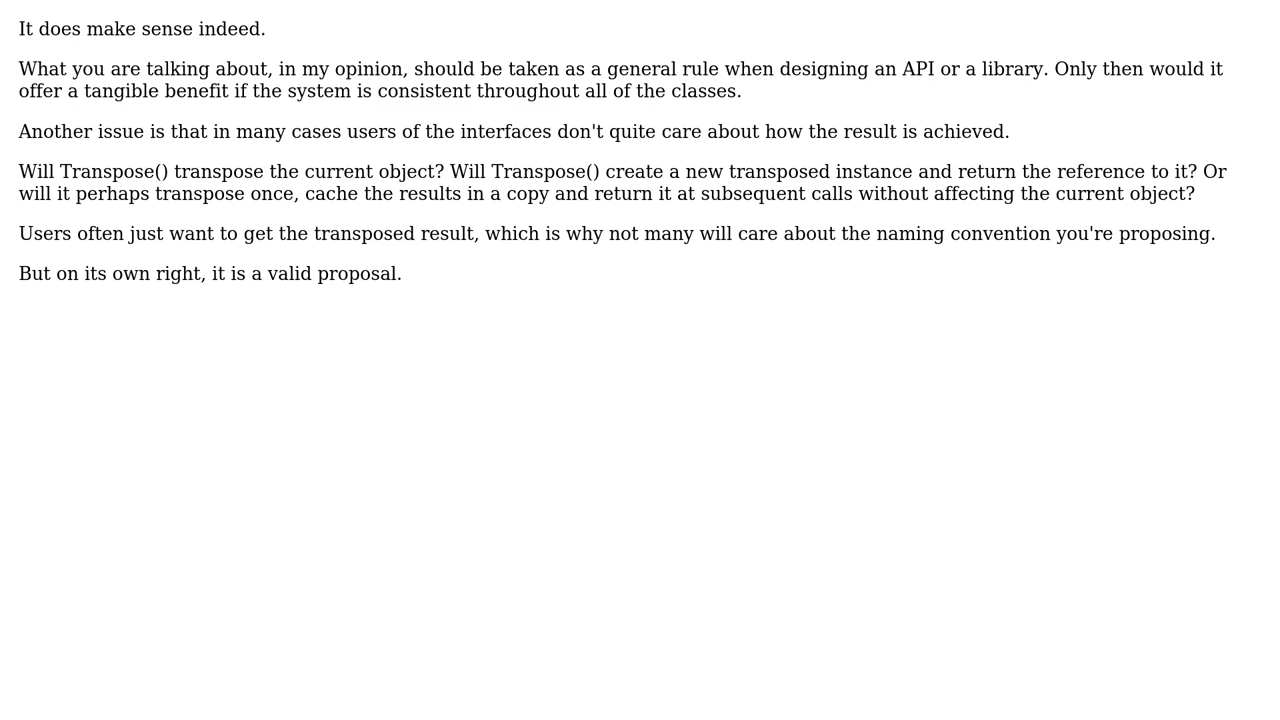 It does make sense indeed.
What you are talking about, in my opinion, should be taken as a general rule when designing an API or a library. Only then would it
offer a tangible benefit if the system is consistent throughout all of the classes.
Another issue is that in many cases users of the interfaces don't quite care about how the result is achieved.
Will Transpose() transpose the current object? Will Transpose() create a new transposed instance and return the reference to it? Or
will it perhaps transpose once, cache the results in a copy and return it at subsequent calls without affecting the current object?
Users often just want to get the transposed result, which is why not many will care about the naming convention you're proposing.
But on its own right, it is a valid proposal.